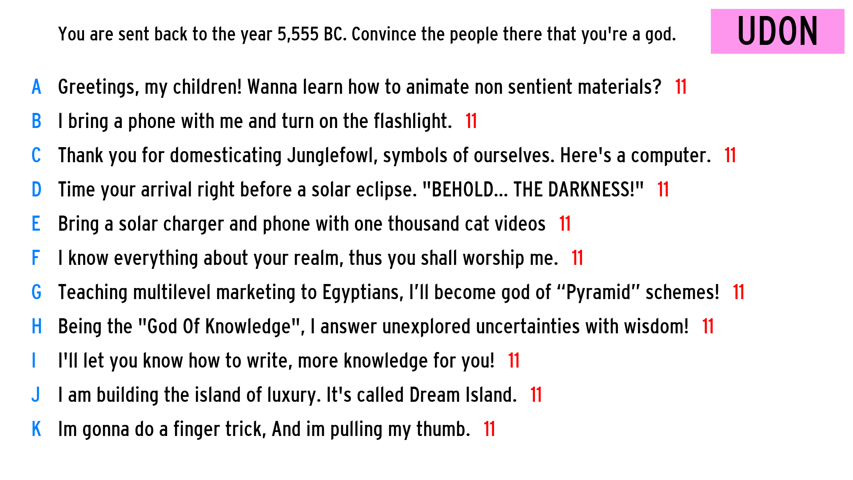 You are sent back to the year 5,555 BC. Convince the people there that you're a god.
UDON
A Greetings, my children! Wanna learn how to animate non sentient materials? 11
B I bring a phone with me and turn on the flashlight. 11
C Thank you for domesticating Junglefowl, symbols of ourselves. Here's a computer. 11
D Time your arrival right before a solar eclipse. "BEHOLD... THE DARKNESS!" 11
E Bring a solar charger and phone with one thousand cat videos 11
F I know everything about your realm, thus you shall worship me. 11
G Teaching multilevel marketing to Egyptians, I’ll become god of “Pyramid” schemes! 11
H Being the "God Of Knowledge", I answer unexplored uncertainties with wisdom! 11
I I'll let you know how to write, more knowledge for you! 11
J I am building the island of luxury. It's called Dream Island. 11
K Im gonna do a finger trick, And im pulling my thumb. 11